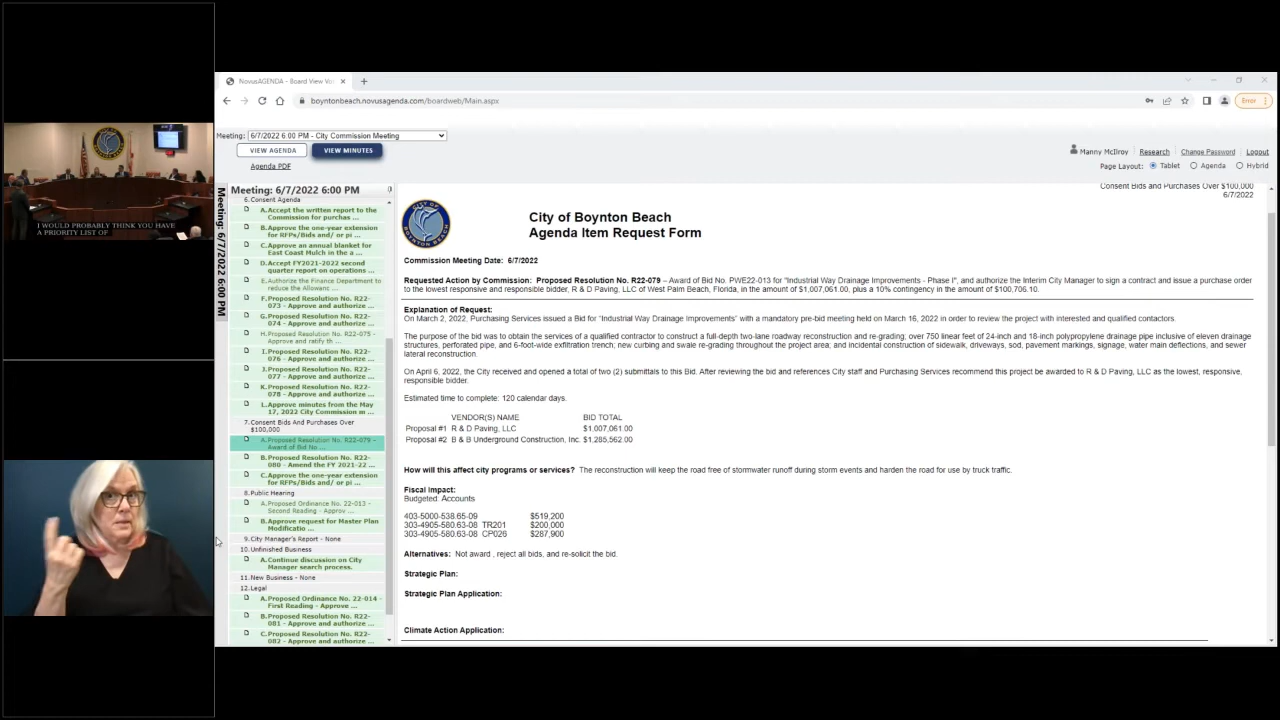 I WOULD PROBABLY THINK YOU HAVE
A PRIORITY LIST OF
NovusAGENDA - Board View Ve
boyntonbeach.novusagenda.com/boardweb/Main.aspx
Error
Meeting: 6/7/2022 6:00 PM - City Commission Meeting
VIEW AGENDA VIEW MINUTES
Agenda PDF
Manny McIlroy Research Change Password Logout
Page Layout: Tablet Agenda Hybrid
Meeting: 6/7/2022 6:00 PM
Meeting: 6/7/2022 6:00 PM
6.Consent Agenda
A.Accept the written report to the
Commission for purchas ...
B.Approve the one-year extension
for RFPs/Bids and/ or pi ...
C.Approve an annual blanket for
East Coast Mulch in the a ...
D.Accept FY2021-2022 second
quarter report on operations ...
E.Authorize the Finance Department to
reduce the Allowanc ...
F.Proposed Resolution No. R22-
073 - Approve and authorize ...
G.Proposed Resolution No. R22-
074 - Approve and authorize ...
H.Proposed Resolution No. R22-075 -
Approve and ratify th ...
I.Proposed Resolution No. R22-
076 - Approve and authorize ...
J.Proposed Resolution No. R22-
077 - Approve and authorize ...
K.Proposed Resolution No. R22-
078 - Approve and authorize ...
L.Approve minutes from the May
17, 2022 City Commission m ...
7.Consent Bids And Purchases Over
$100,000
A.Proposed Resolution No. R22-079 -
Award of Bid No. ...
B.Proposed Resolution No. R22-
080 - Amend the FY 2021-22 ...
C.Approve the one-year extension
for RFPs/Bids and/ or pi ...
8.Public Hearing
A.Proposed Ordinance No. 22-013 -
Second Reading - Approv ...
B.Approve request for Master Plan
Modificatio ...
9.City Manager's Report - None
10.Unfinished Business
A.Continue discussion on City
Manager search process.
11.New Business - None
12.Legal
A.Proposed Ordinance No. 22-014 -
First Reading - Approve ...
B.Proposed Resolution No. R22-
081 - Approve and authorize ...
C.Proposed Resolution No. R22-
082 - Approve and authorize ...
Consent Bids and Purchases Over $100,000
6/7/2022
CITY OF BOYNTON BEACH
City of Boynton Beach
Agenda Item Request Form
Commission Meeting Date: 6/7/2022
Requested Action by Commission: Proposed Resolution No. R22-079 – Award of Bid No. PWE22-013 for "Industrial Way Drainage Improvements - Phase I", and authorize the Interim City Manager to sign a contract and issue a purchase order
to the lowest responsive and responsible bidder, R & D Paving, LLC of West Palm Beach, Florida, in the amount of $1,007,061.00, plus a 10% contingency in the amount of $100,706.10.
Explanation of Request:
On March 2, 2022, Purchasing Services issued a Bid for "Industrial Way Drainage Improvements" with a mandatory pre-bid meeting held on March 16, 2022 in order to review the project with interested and qualified contactors.
The purpose of the bid was to obtain the services of a qualified contractor to construct a full-depth two-lane roadway reconstruction and re-grading; over 750 linear feet of 24-inch and 18-inch polypropylene drainage pipe inclusive of eleven drainage
structures, perforated pipe, and 6-foot-wide exfiltration trench; new curbing and swale re-grading throughout the project area; and incidental construction of sidewalk, driveways, sod, pavement markings, signage, water main deflections, and sewer
lateral reconstruction.
On April 6, 2022, the City received and opened a total of two (2) submittals to this Bid. After reviewing the bid and references City staff and Purchasing Services recommend this project be awarded to R & D Paving, LLC as the lowest, responsive,
responsible bidder.
Estimated time to complete: 120 calendar days.
VENDOR(S) NAME BID TOTAL
Proposal #1 R & D Paving, LLC $1,007,061.00
Proposal #2 B & B Underground Construction, Inc. $1,285,562.00
How will this affect city programs or services? The reconstruction will keep the road free of stormwater runoff during storm events and harden the road for use by truck traffic.
Fiscal Impact:
Budgeted Accounts
403-5000-538.65-09 $519,200
303-4905-580.63-08 TR201 $200,000
303-4905-580.63-08 CP026 $287,900
Alternatives: Not award , reject all bids, and re-solicit the bid.
Strategic Plan:
Strategic Plan Application:
Climate Action Application: